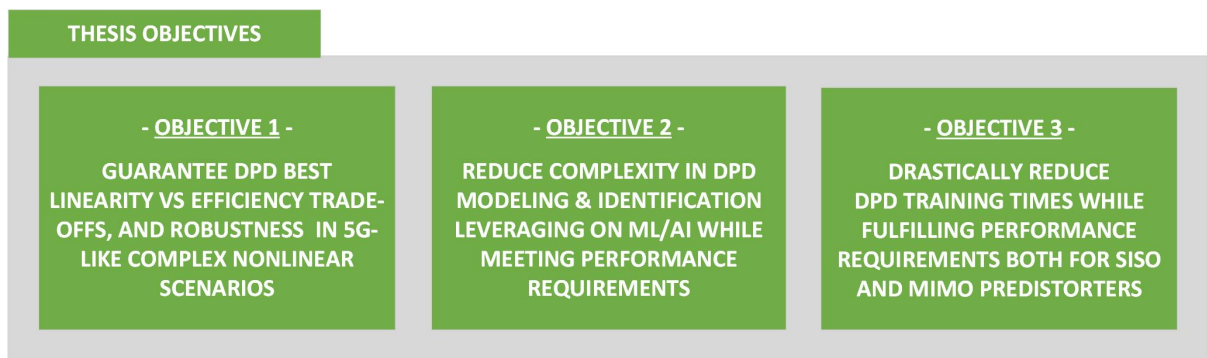 THESIS OBJECTIVES
- OBJECTIVE 1 -
GUARANTEE DPD BEST
LINEARITY VS EFFICIENCY TRADE-
OFFS, AND ROBUSTNESS IN 5G-
LIKE COMPLEX NONLINEAR
SCENARIOS
- OBJECTIVE 2 -
REDUCE COMPLEXITY IN DPD
MODELING & IDENTIFICATION
LEVERAGING ON ML/AI WHILE
MEETING PERFORMANCE
REQUIREMENTS
- OBJECTIVE 3 -
DRASTICALLY REDUCE
DPD TRAINING TIMES WHILE
FULFILLING PERFORMANCE
REQUIREMENTS BOTH FOR SISO
AND MIMO PREDISTORTERS